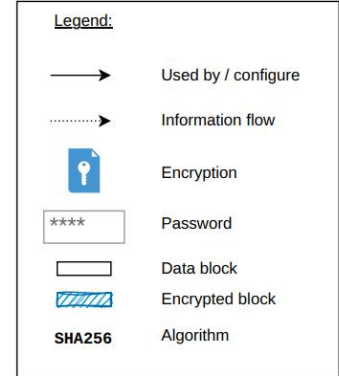 Legend:
Used by / configure
Information flow
Encryption
**** Password
Data block
Encrypted block
SHA256 Algorithm